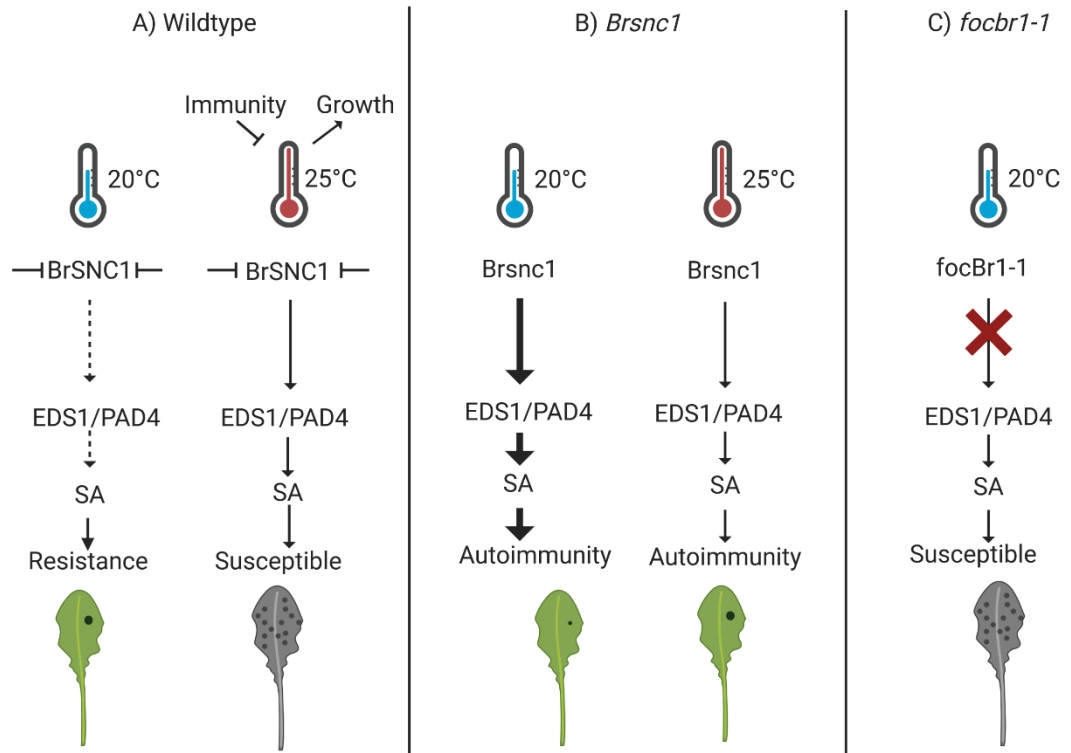 A) Wildtype
Immunity
Growth
20°C
25°C
BrSNC1
BrSNC1
EDS1/PAD4
EDS1/PAD4
SA
SA
Resistance
Susceptible
B) Brsnc1
20°C
25°C
Brsnc1
Brsnc1
EDS1/PAD4
EDS1/PAD4
SA
SA
Autoimmunity
Autoimmunity
C) focbr1-1
20°C
focBr1-1
EDS1/PAD4
SA
Susceptible